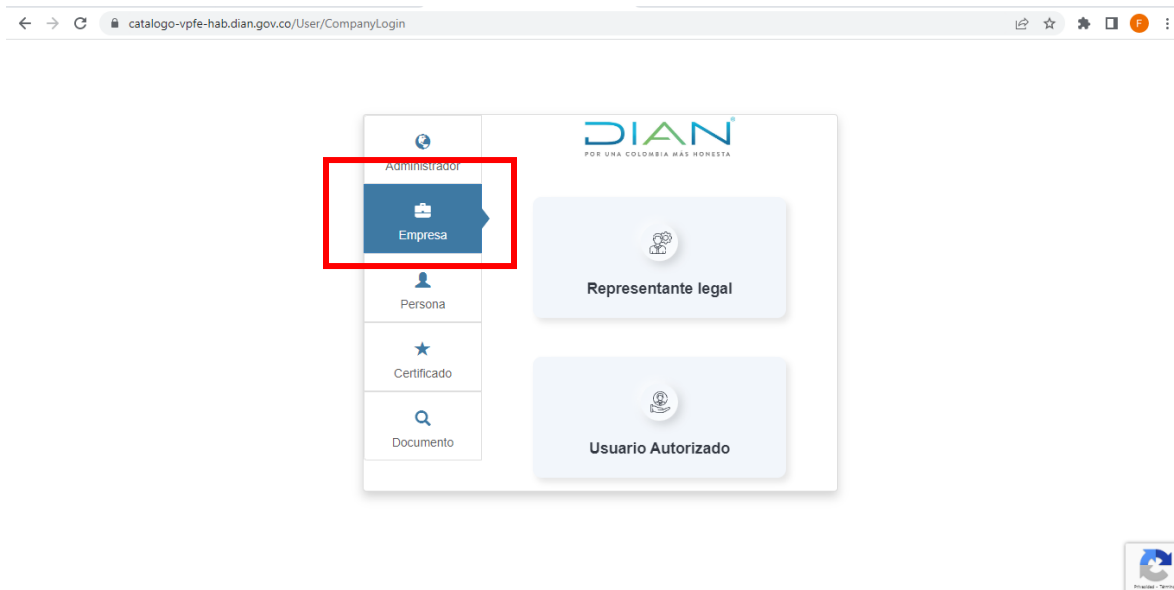 catalogo-vpfe-hab.dian.gov.co/User/CompanyLogin
F
Administrador
Empresa
Persona
Certificado
Documento
DIAN
POR UNA COLOMBIA MÁS HONESTA
Representante legal
Usuario Autorizado